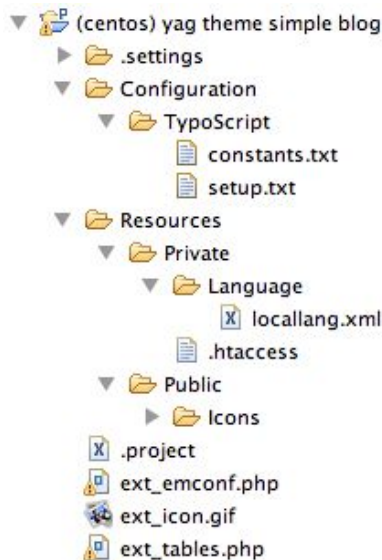 (centos) yag theme simple blog
.settings
Configuration
TypoScript
constants.txt
setup.txt
Resources
Private
Language
locallang.xml
.htaccess
Public
Icons
.project
ext_emconf.php
ext_icon.gif
ext_tables.php